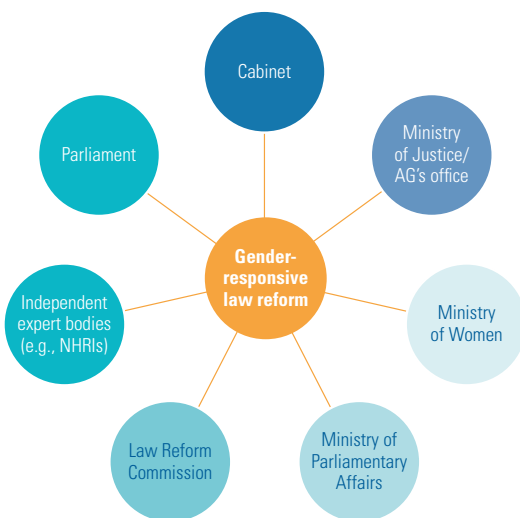 Cabinet
Ministry
of Justice/
AG's office
Parliament
Gender-
responsive
law reform
Independent
expert bodies
(e.g., NHRIs)
Ministry
of Women
Law Reform
Commission
Ministry of
Parliamentary
Affairs